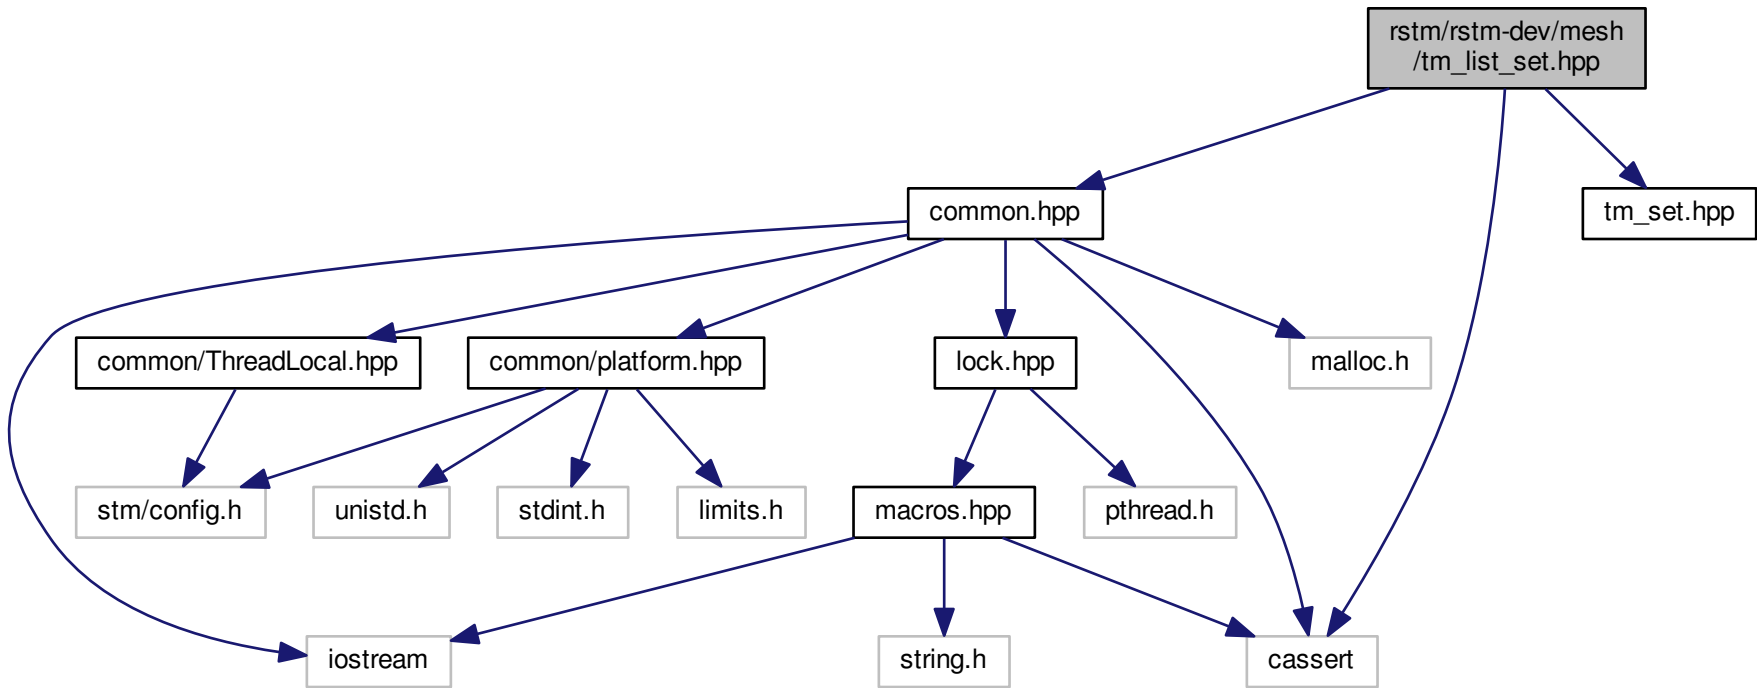 rstm/rstm-dev/mesh
/tm_list_set.hpp
common.hpp
tm_set.hpp
common/ThreadLocal.hpp
common/platform.hpp
lock.hpp
malloc.h
stm/config.h
unistd.h
stdint.h
limits.h
macros.hpp
pthread.h
iostream
string.h
cassert